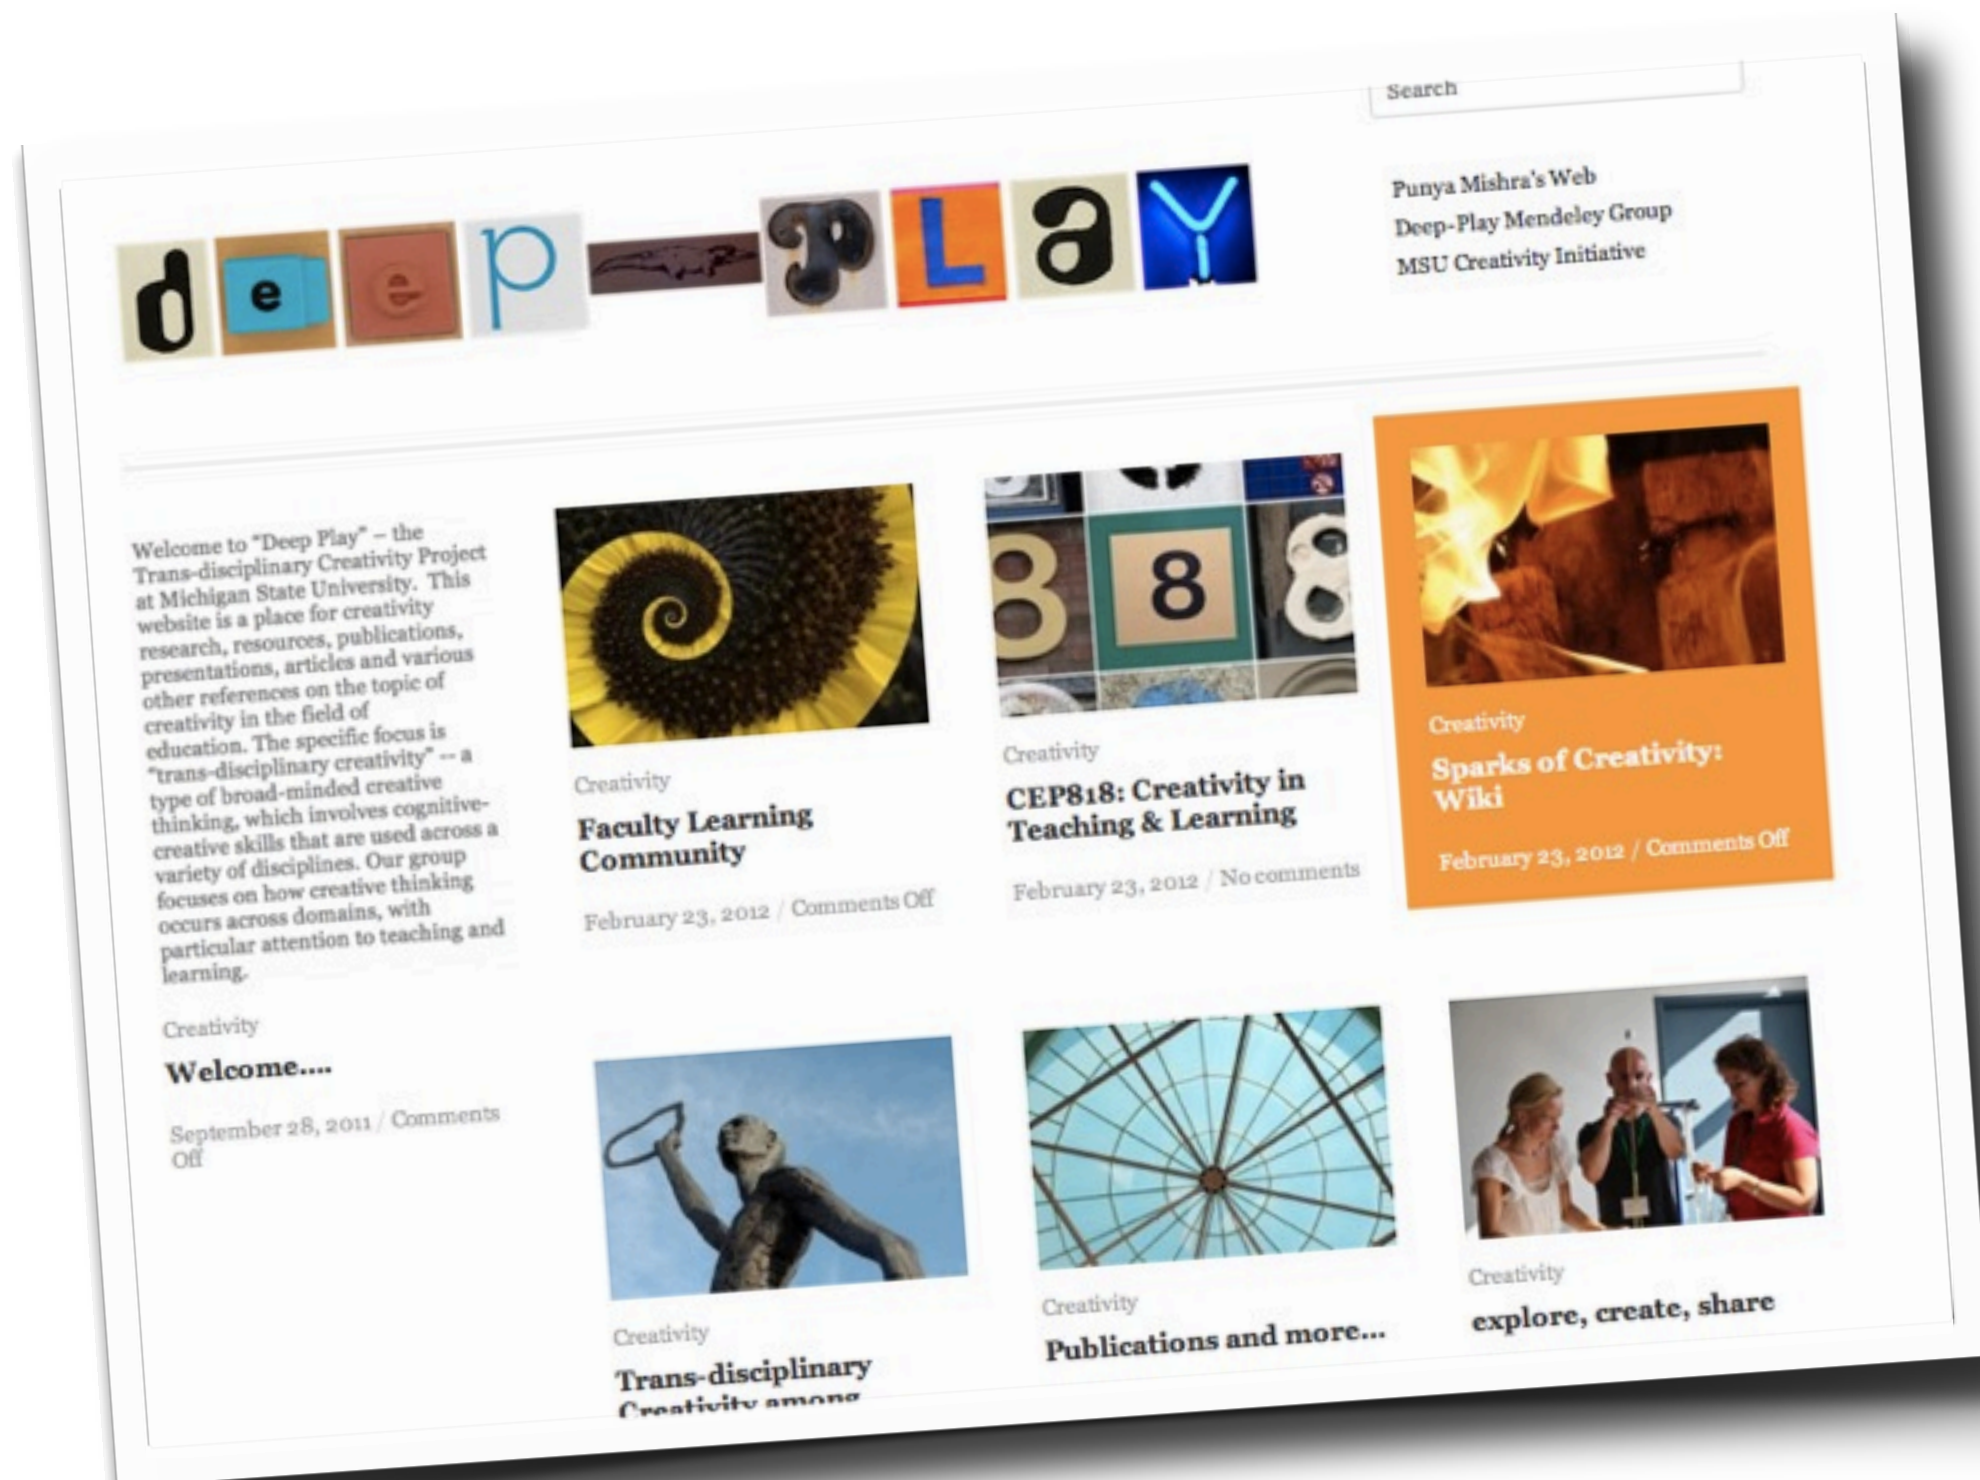 Search
deep-PLaY
Punya Mishra's Web
Deep-Play Mendeley Group
MSU Creativity Initiative
Welcome to "Deep Play" – the
Trans-disciplinary Creativity Project
at Michigan State University. This
website is a place for creativity
research, resources, publications,
presentations, articles and various
other references on the topic of
creativity in the field of
education. The specific focus is
"trans-disciplinary creativity" -- a
type of broad-minded creative
thinking, which involves cognitive-
creative skills that are used across a
variety of disciplines. Our group
focuses on how creative thinking
occurs across domains, with
particular attention to teaching and
learning.
Creativity
Welcome....
September 28, 2011 / Comments
Off
Creativity
Faculty Learning
Community
February 23, 2012 / Comments Off
8 8 8
Creativity
CEP818: Creativity in
Teaching & Learning
February 23, 2012 / No comments
Creativity
Sparks of Creativity:
Wiki
February 23, 2012 / Comments Off
Creativity
Trans-disciplinary
Creativity among
Creativity
Publications and more...
Creativity
explore, create, share